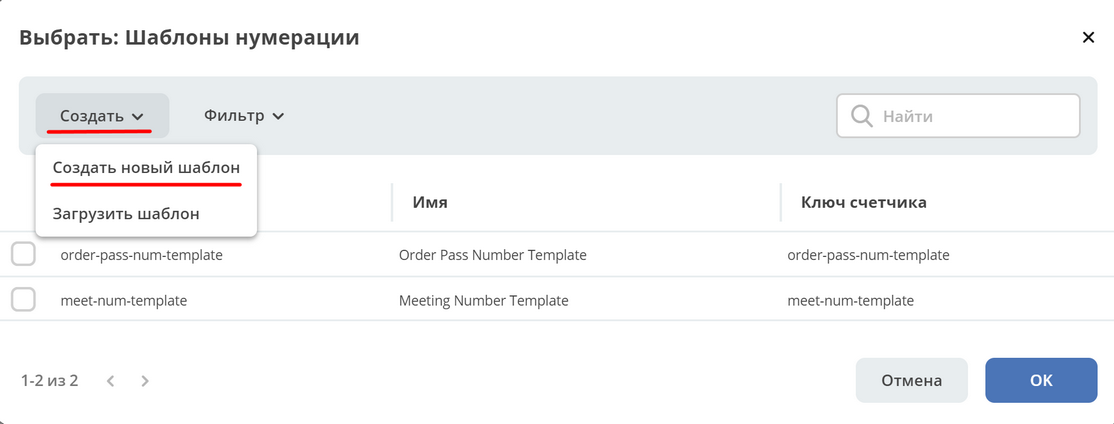 Выбрать: Шаблоны нумерации
Создать
Фильтр
Найти
Создать новый шаблон
Загрузить шаблон
Имя
Ключ счетчика
order-pass-num-template
Order Pass Number Template
order-pass-num-template
meet-num-template
Meeting Number Template
meet-num-template
1-2 из 2
Отмена
ОК